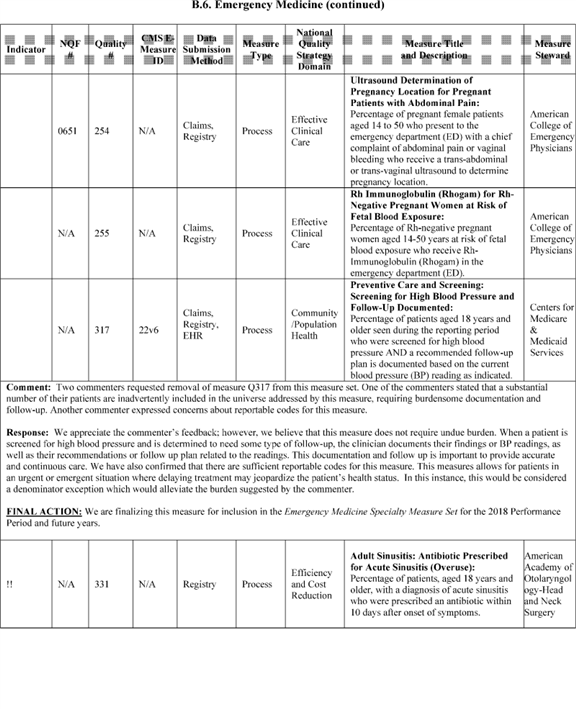 B.6. Emergency Medicine (continued)
Indicator
NQF
#
Quality
#
CMS E-
Measure
ID
Data
Submission
Method
Measure
Type
National
Quality
Strategy
Domain
Measure Title
and Description
Measure
Steward
0651
254
N/A
Claims,
Registry
Process
Effective
Clinical
Care
Ultrasound Determination of
Pregnancy Location for Pregnant
Patients with Abdominal Pain:
Percentage of pregnant female patients
aged 14 to 50 who present to the
emergency department (ED) with a chief
complaint of abdominal pain or vaginal
bleeding who receive a trans-abdominal
or trans-vaginal ultrasound to determine
pregnancy location.
American
College of
Emergency
Physicians
N/A
255
N/A
Claims,
Registry
Process
Effective
Clinical
Care
Rh Immunoglobulin (Rhogam) for Rh-
Negative Pregnant Women at Risk of
Fetal Blood Exposure:
Percentage of Rh-negative pregnant
women aged 14-50 years at risk of fetal
blood exposure who receive Rh-
Immunoglobulin (Rhogam) in the
emergency department (ED).
American
College of
Emergency
Physicians
N/A
317
22v6
Claims,
Registry,
EHR
Process
Community
/Population
Health
Preventive Care and Screening:
Screening for High Blood Pressure and
Follow-Up Documented:
Percentage of patients aged 18 years and
older seen during the reporting period
who were screened for high blood
pressure AND a recommended follow-up
plan is documented based on the current
blood pressure (BP) reading as indicated.
Centers for
Medicare
&
Medicaid
Services
Comment: Two commenters requested removal of measure Q317 from this measure set. One of the commenters stated that a substantial
number of their patients are inadvertently included in the universe addressed by this measure, requiring burdensome documentation and
follow-up. Another commenter expressed concerns about reportable codes for this measure.
Response: We appreciate the commenter's feedback; however, we believe that this measure does not require undue burden. When a patient is
screened for high blood pressure and is determined to need some type of follow-up, the clinician documents their findings or BP readings, as
well as their recommendations or follow up plan related to the readings. This documentation and follow up is important to provide accurate
and continuous care. We have also confirmed that there are sufficient reportable codes for this measure. This measures allows for patients in
an urgent or emergent situation where delaying treatment may jeopardize the patient's health status. In this instance, this would be considered
a denominator exception which would alleviate the burden suggested by the commenter.
FINAL ACTION: We are finalizing this measure for inclusion in the Emergency Medicine Specialty Measure Set for the 2018 Performance
Period and future years.
!!
N/A
331
N/A
Registry
Process
Efficiency
and Cost
Reduction
Adult Sinusitis: Antibiotic Prescribed
for Acute Sinusitis (Overuse):
Percentage of patients, aged 18 years and
older, with a diagnosis of acute sinusitis
who were prescribed an antibiotic within
10 days after onset of symptoms.
American
Academy of
Otolaryngol
ogy-Head
and Neck
Surgery